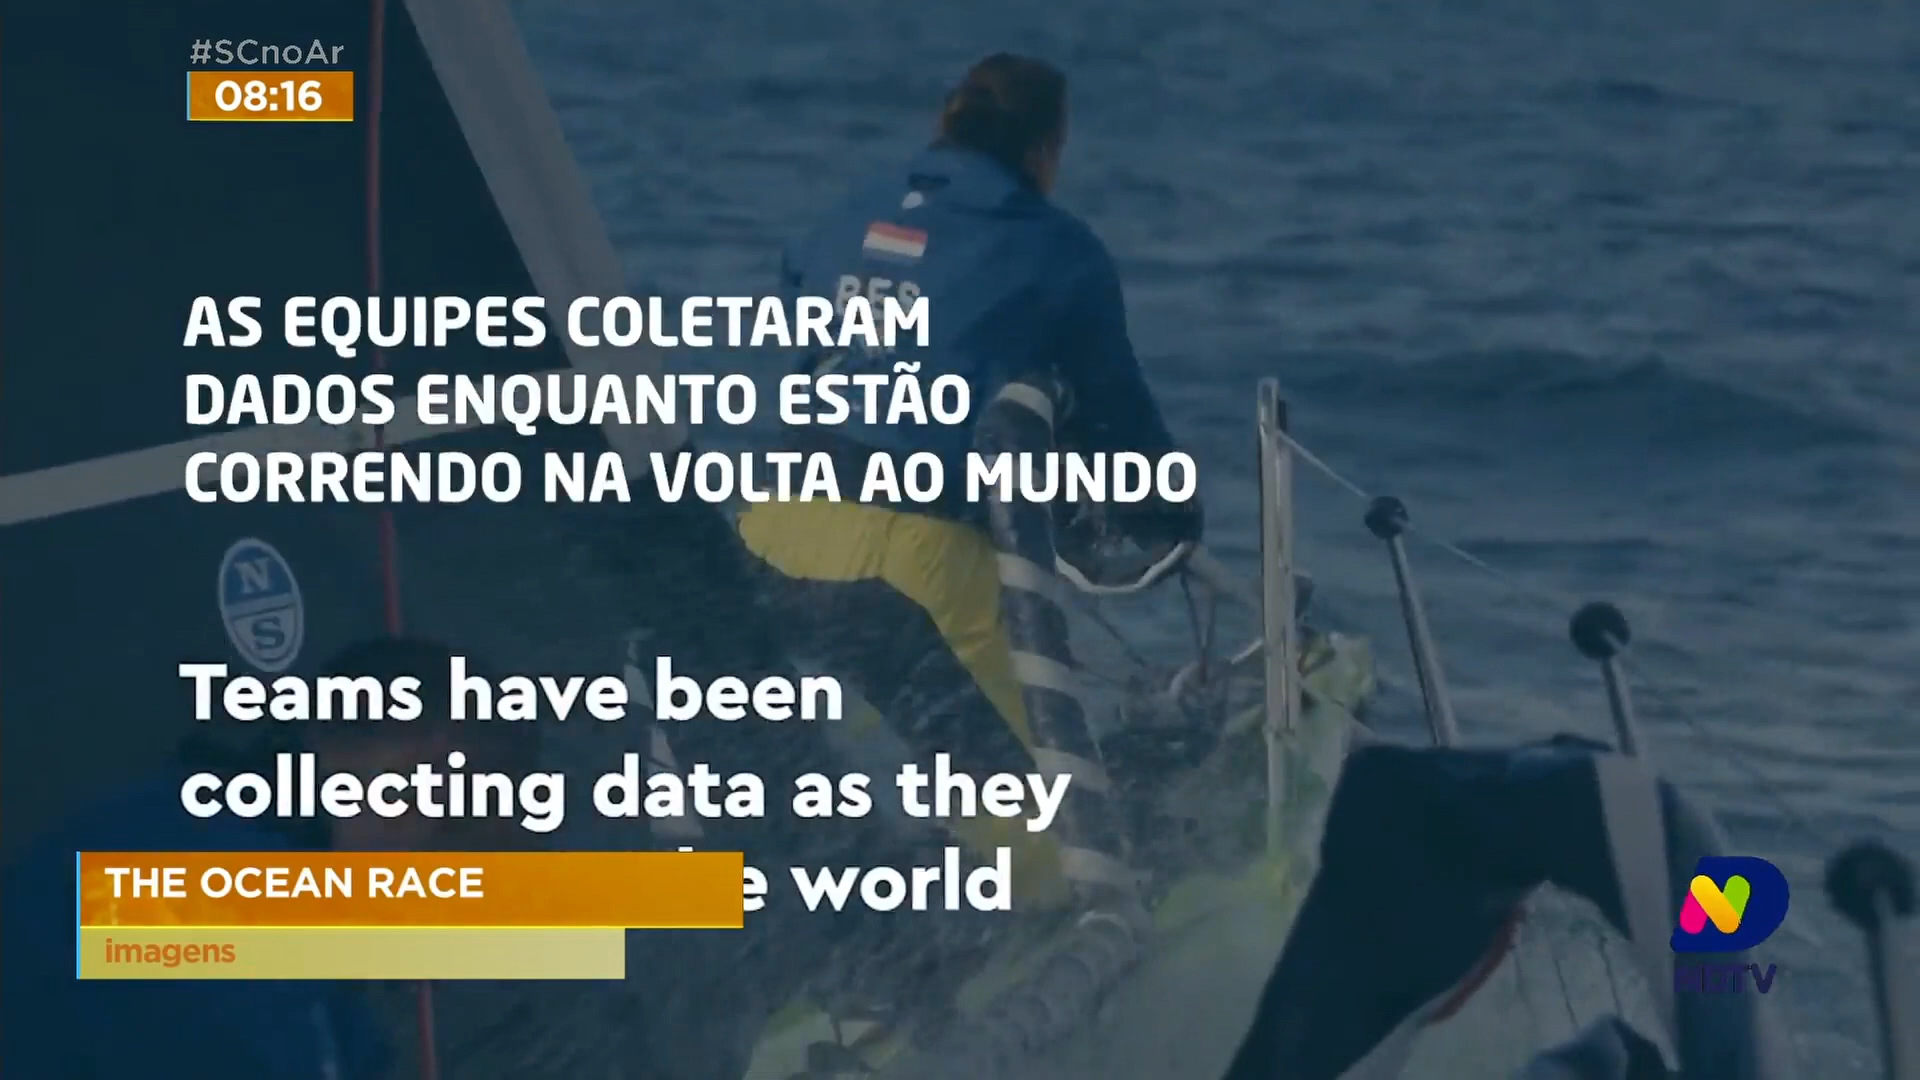 #SCnoAr
08:16
AS EQUIPES COLETARAM
DADOS ENQUANTO ESTÃO
CORRENDO NA VOLTA AO MUNDO
N
S
Teams have been
collecting data as they
world
THE OCEAN RACE
imagens
NDTV